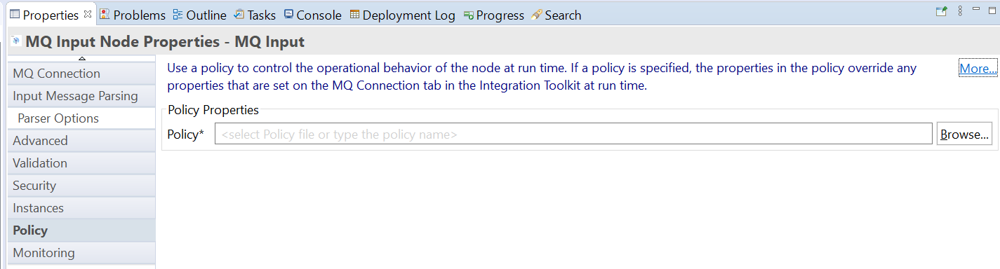 Properties Problems Outline Tasks Console Deployment Log Progress Search
MQ Input Node Properties - MQ Input
MQ Connection
Input Message Parsing
Parser Options
Advanced
Validation
Security
Instances
Policy
Monitoring
Use a policy to control the operational behavior of the node at run time. If a policy is specified, the properties in the policy override any
properties that are set on the MQ Connection tab in the Integration Toolkit at run time.
More...
Policy Properties
Policy* <select Policy file or type the policy name> Browse...